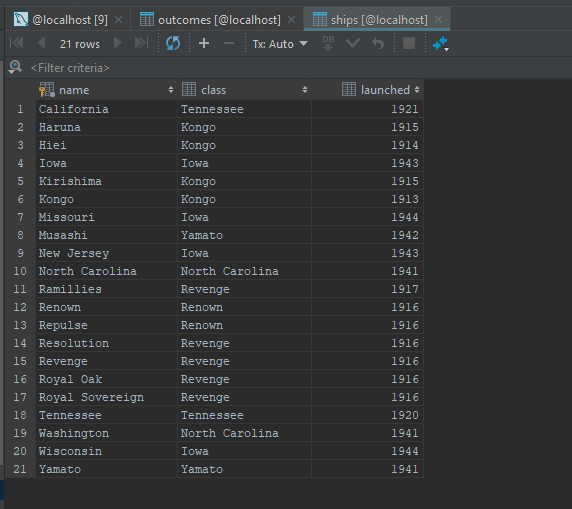 @localhost [9] outcomes [@localhost] ships [@localhost]
21 rows Tx: Auto DB
<Filter criteria>
name class launched
1 California Tennessee 1921
2 Haruna Kongo 1915
3 Hiei Kongo 1914
4 Iowa Iowa 1943
5 Kirishima Kongo 1915
6 Kongo Kongo 1913
7 Missouri Iowa 1944
8 Musashi Yamato 1942
9 New Jersey Iowa 1943
10 North Carolina North Carolina 1941
11 Ramillies Revenge 1917
12 Renown Renown 1916
13 Repulse Renown 1916
14 Resolution Revenge 1916
15 Revenge Revenge 1916
16 Royal Oak Revenge 1916
17 Royal Sovereign Revenge 1916
18 Tennessee Tennessee 1920
19 Washington North Carolina 1941
20 Wisconsin Iowa 1944
21 Yamato Yamato 1941